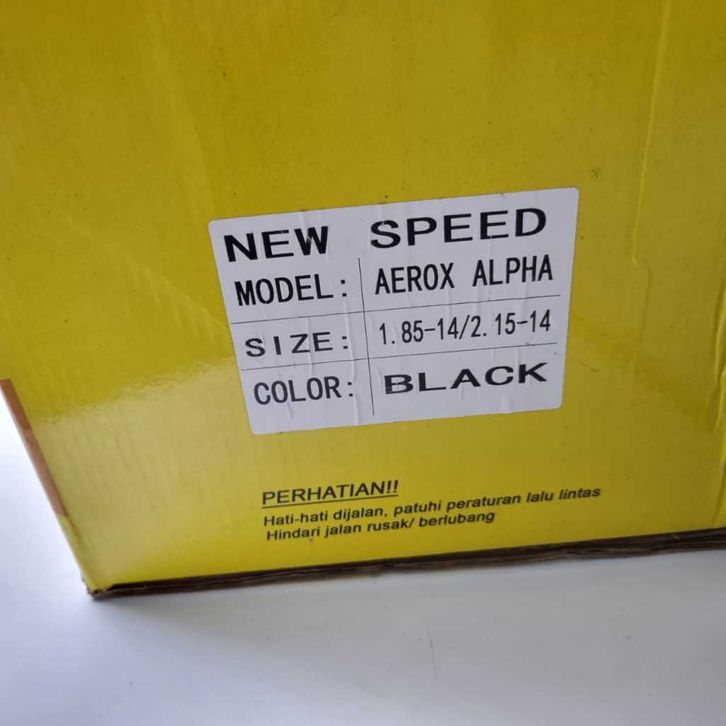 NEW SPEED
MODEL: AEROX ALPHA
SIZE: 1.85-14/2.15-14
COLOR: BLACK
PERHATIAN!!
Hati-hati dijalan, patuhi peraturan lalu lintas
Hindari jalan rusak/ berlubang